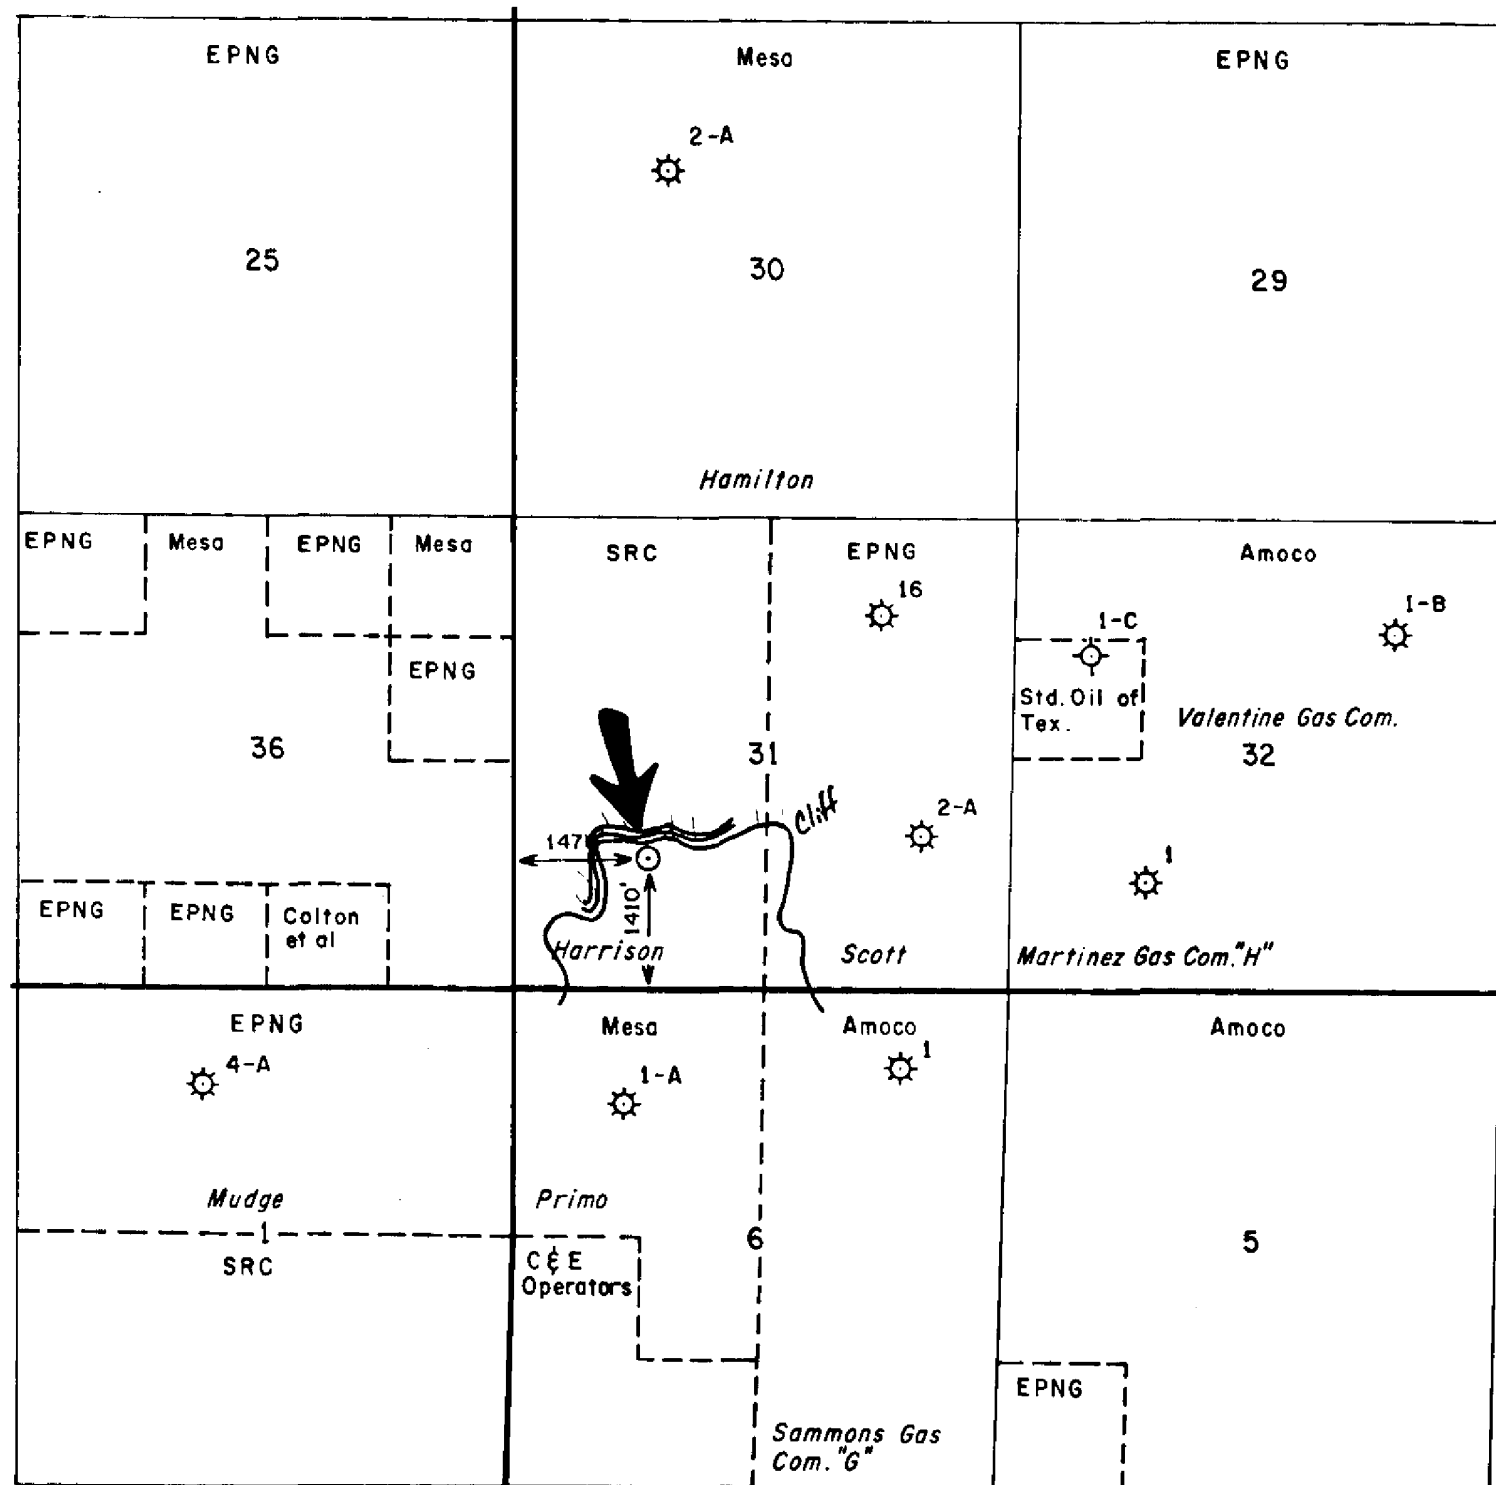 EPNG
Mesa
EPNG
2-A
25
30
29
Hamilton
EPNG
Mesa
EPNG
Mesa
SRC
EPNG
Amoco
16
1-C
1-B
EPNG
Std. Oil of
Tex.
Valentine Gas Com.
36
31
32
Cliff
2-A
147
1
1410'
EPNG
EPNG
Colton
et al
Harrison
Scott
Martinez Gas Com."H"
EPNG
Mesa
Amoco
Amoco
4-A
1-A
1
Mudge
Primo
1
6
5
SRC
C & E
Operators
EPNG
Sammons Gas
Com. "G"